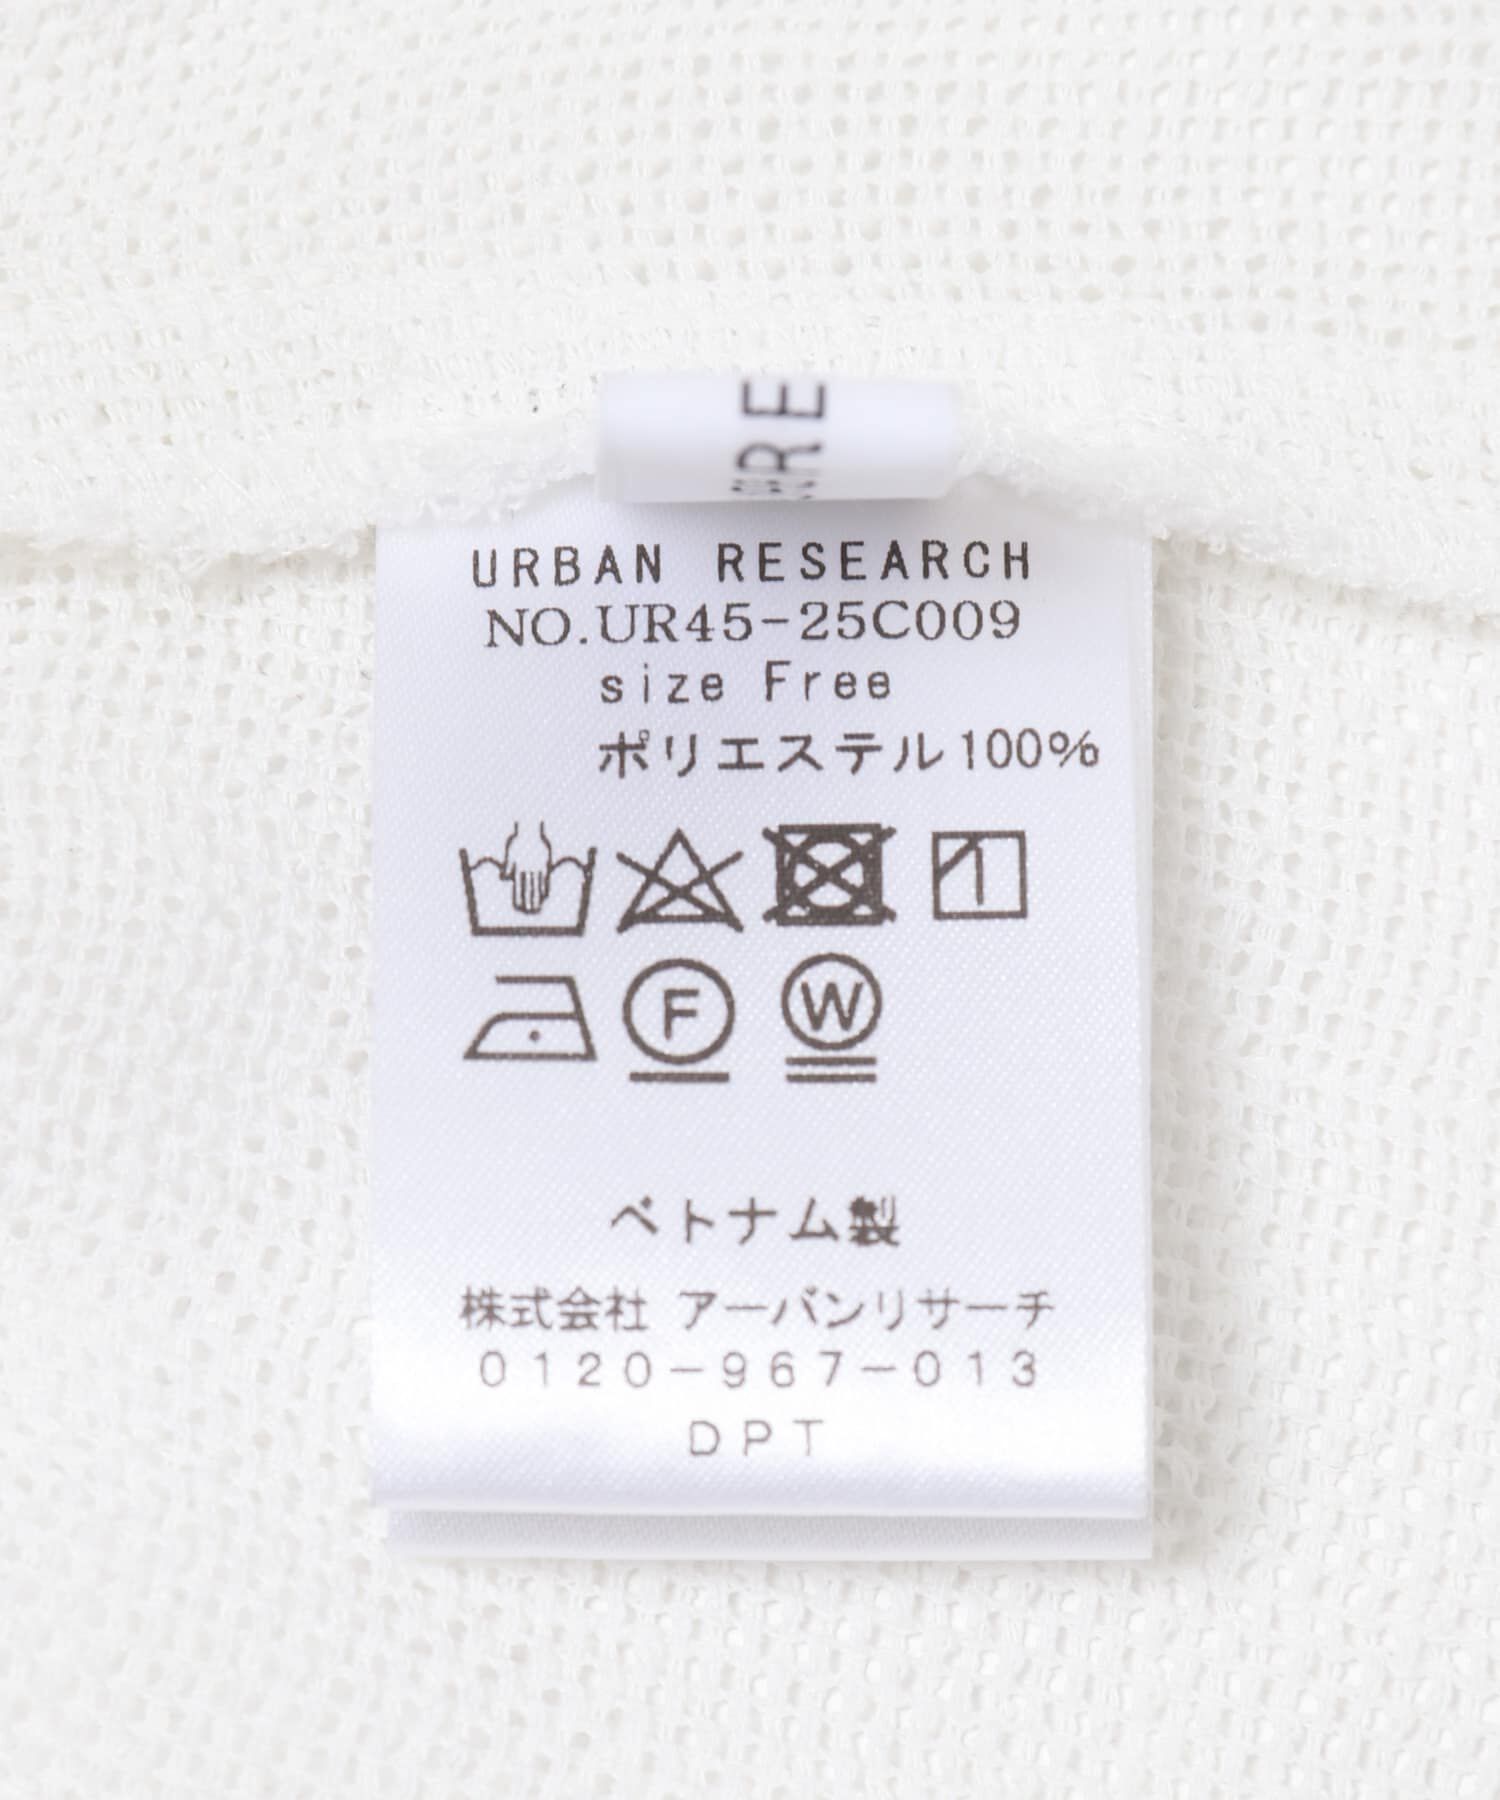 RE
URBAN RESEARCH
NO.UR45-25C009
size Free
ポリエステル100%
F
W
ベトナム製
株式会社 アーバンリサーチ
0120-967-013
DPT